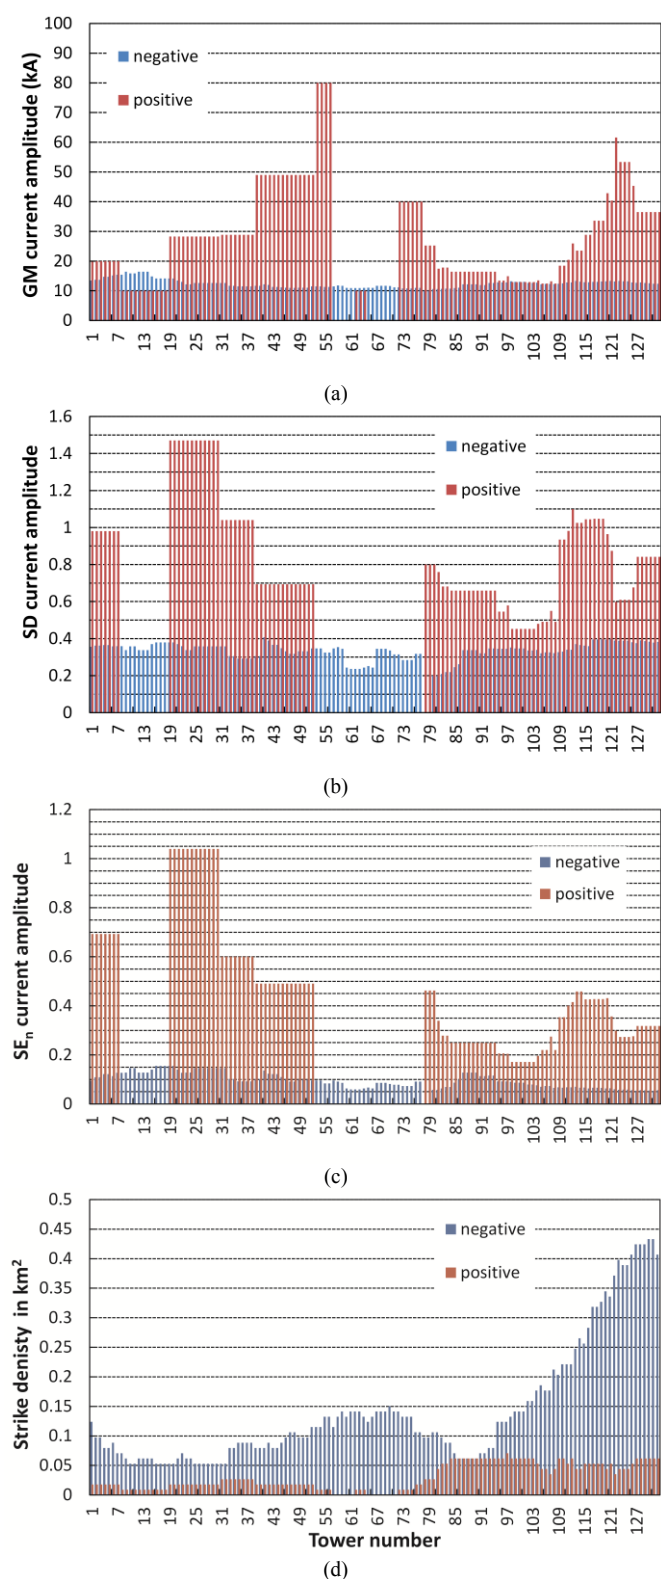 GM current amplitude (kA)
100
90
80
70
60
50
40
30
20
10
0
negative
positive
1 7 13 19 25 31 37 43 49 55 61 67 73 79 85 91 97 103 109 115 121 127
(a)
SD current amplitude
1.6
1.4
1.2
1
0.8
0.6
0.4
0.2
0
negative
positive
1 7 13 19 25 31 37 43 49 55 61 67 73 79 85 91 97 103 109 115 121 127
(b)
SEn current amplitude
1.2
1
0.8
0.6
0.4
0.2
0
negative
positive
1 7 13 19 25 31 37 43 49 55 61 67 73 79 85 91 97 103 109 115 121 127
(c)
Strike denisty in km²
0.5
0.45
0.4
0.35
0.3
0.25
0.2
0.15
0.1
0.05
0
negative
positive
1 7 13 19 25 31 37 43 49 55 61 67 73 79 85 91 97 103 109 115 121 127
Tower number
(d)